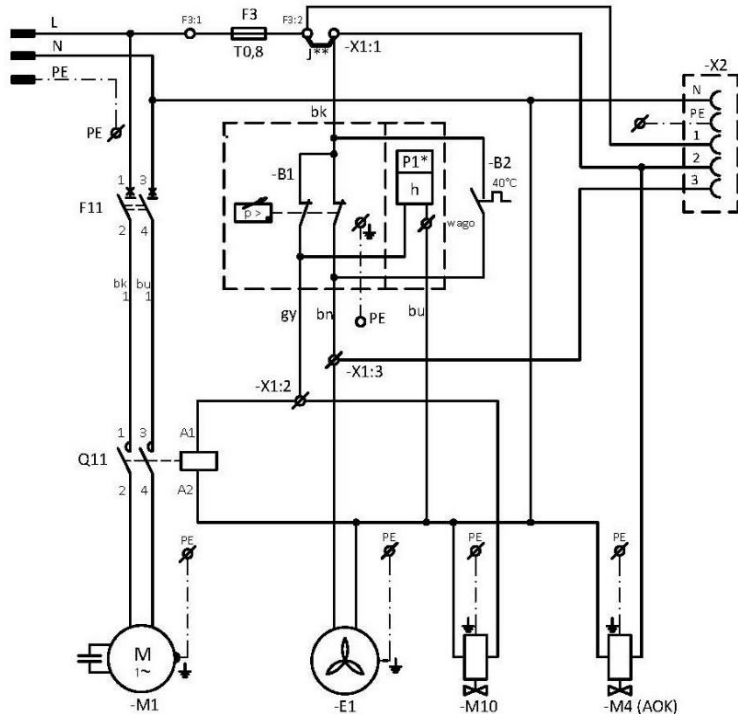 L
F3:1
F3
F3:2
T0,8
J**
-X1:1
N
PE
-X2
N
PE
1
2
3
PE
bk
-B1
P1*
h
-B2
40°C
p >
wago
1
3
F11
2
4
bk
1
bu
1
gy
bn
PE
bu
-X1:3
-X1:2
1
3
A1
Q11
A2
2
4
PE
PE
PE
PE
M
1~
-M1
-E1
-M10
-M4 (AOK)